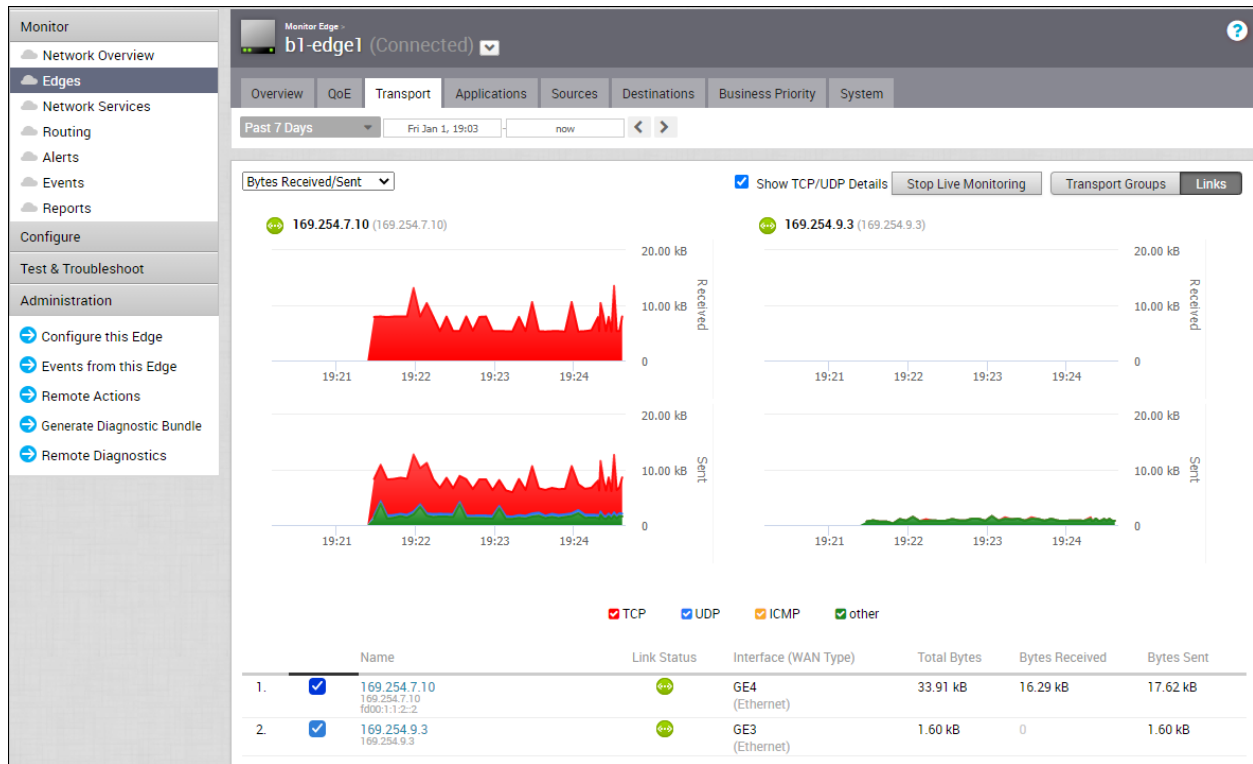 Monitor
Network Overview
Edges
Network Services
Routing
Alerts
Events
Reports
Configure
Test & Troubleshoot
Administration
Configure this Edge
Events from this Edge
Remote Actions
Generate Diagnostic Bundle
Remote Diagnostics
Monitor Edge >
b1-edge1 (Connected)
?
Overview QoE Transport Applications Sources Destinations Business Priority System
Past 7 Days Fri Jan 1, 19:03 - now
Bytes Received/Sent Show TCP/UDP Details Stop Live Monitoring Transport Groups Links
169.254.7.10 (169.254.7.10)
20.00 kB
10.00 kB
0
Received
19:21 19:22 19:23 19:24
20.00 kB
10.00 kB
0
Sent
19:21 19:22 19:23 19:24
169.254.9.3 (169.254.9.3)
20.00 kB
10.00 kB
0
Received
19:21 19:22 19:23 19:24
20.00 kB
10.00 kB
0
Sent
19:21 19:22 19:23 19:24
TCP UDP ICMP other
Name Link Status Interface (WAN Type) Total Bytes Bytes Received Bytes Sent
1. 169.254.7.10 GE4 33.91 kB 16.29 kB 17.62 kB
169.254.7.10
fd00:1:1:2::2
(Ethernet)
2. 169.254.9.3 GE3 1.60 kB 0 1.60 kB
169.254.9.3
(Ethernet)